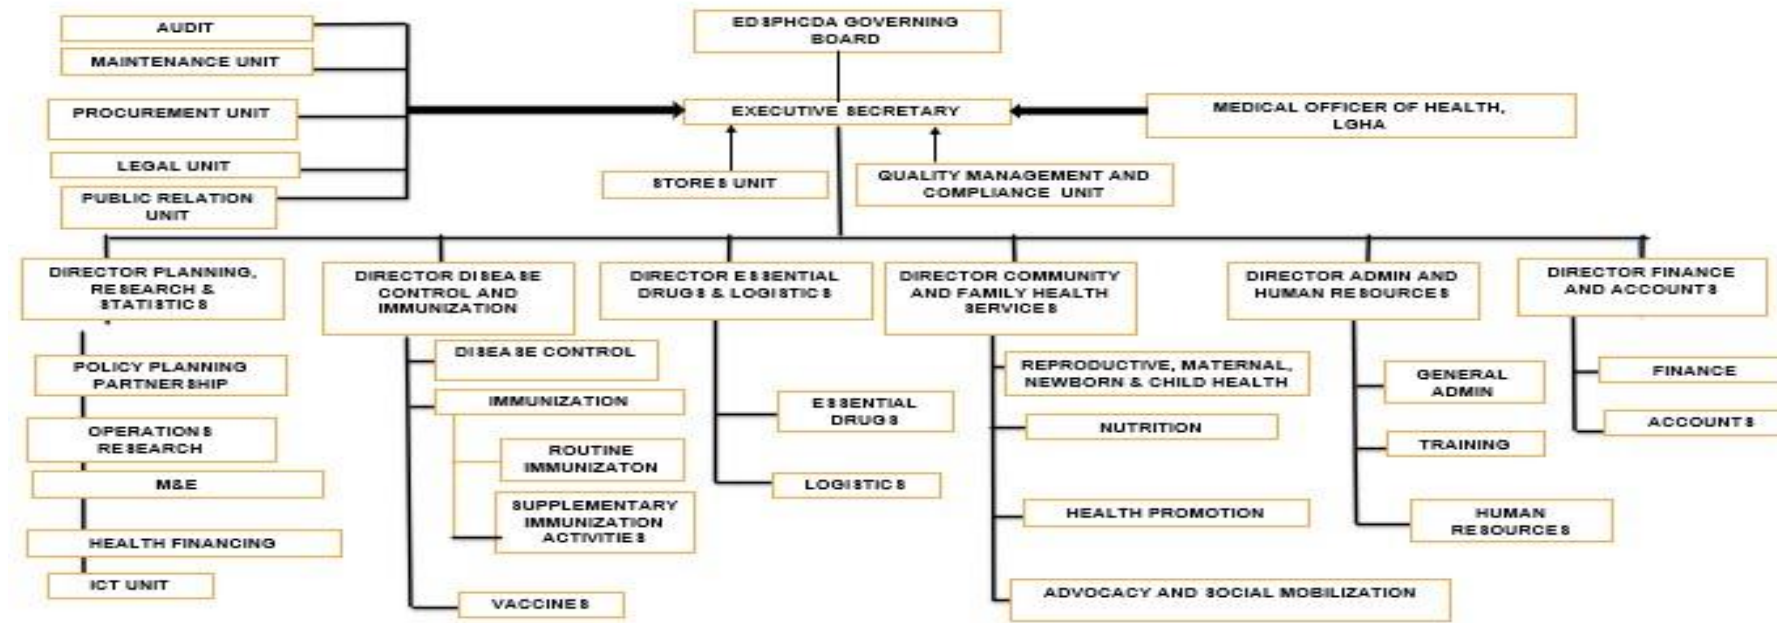 AUDIT
MAINTENANCE UNIT
PROCUREMENT UNIT
LEGAL UNIT
PUBLIC RELATION
UNIT
EDSPHCDA GOVERNING
BOARD
EXECUTIVE SECRETARY
MEDICAL OFFICER OF HEALTH,
LGHA
STORES UNIT
QUALITY MANAGEMENT AND
COMPLIANCE UNIT
DIRECTOR PLANNING,
RESEARCH &
STATISTICS
POLICY PLANNING
PARTNERSHIP
OPERATIONS
RESEARCH
M&E
HEALTH FINANCING
ICT UNIT
DIRECTOR DISEASE
CONTROL AND
IMMUNIZATION
DISEASE CONTROL
IMMUNIZATION
ROUTINE
IMMUNIZATON
SUPPLEMENTARY
IMMUNIZATION
ACTIVITIES
VACCINES
DIRECTOR ESSENTIAL
DRUGS & LOGISTICS
ESSENTIAL
DRUGS
LOGISTICS
DIRECTOR COMMUNITY
AND FAMILY HEALTH
SERVICES
REPRODUCTIVE, MATERNAL,
NEWBORN & CHILD HEALTH
NUTRITION
HEALTH PROMOTION
ADVOCACY AND SOCIAL MOBILIZATION
DIRECTOR ADMIN AND
HUMAN RESOURCES
GENERAL
ADMIN
TRAINING
HUMAN
RESOURCES
DIRECTOR FINANCE
AND ACCOUNTS
FINANCE
ACCOUNTS